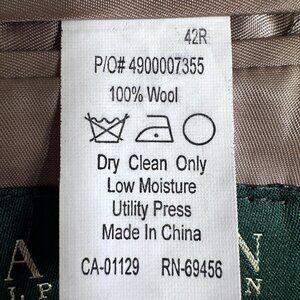 42R
P/O# 4900007355
100% Wool
Dry Clean Only
Low Moisture
Utility Press
Made In China
CA-01129 RN-69456
A N
L P